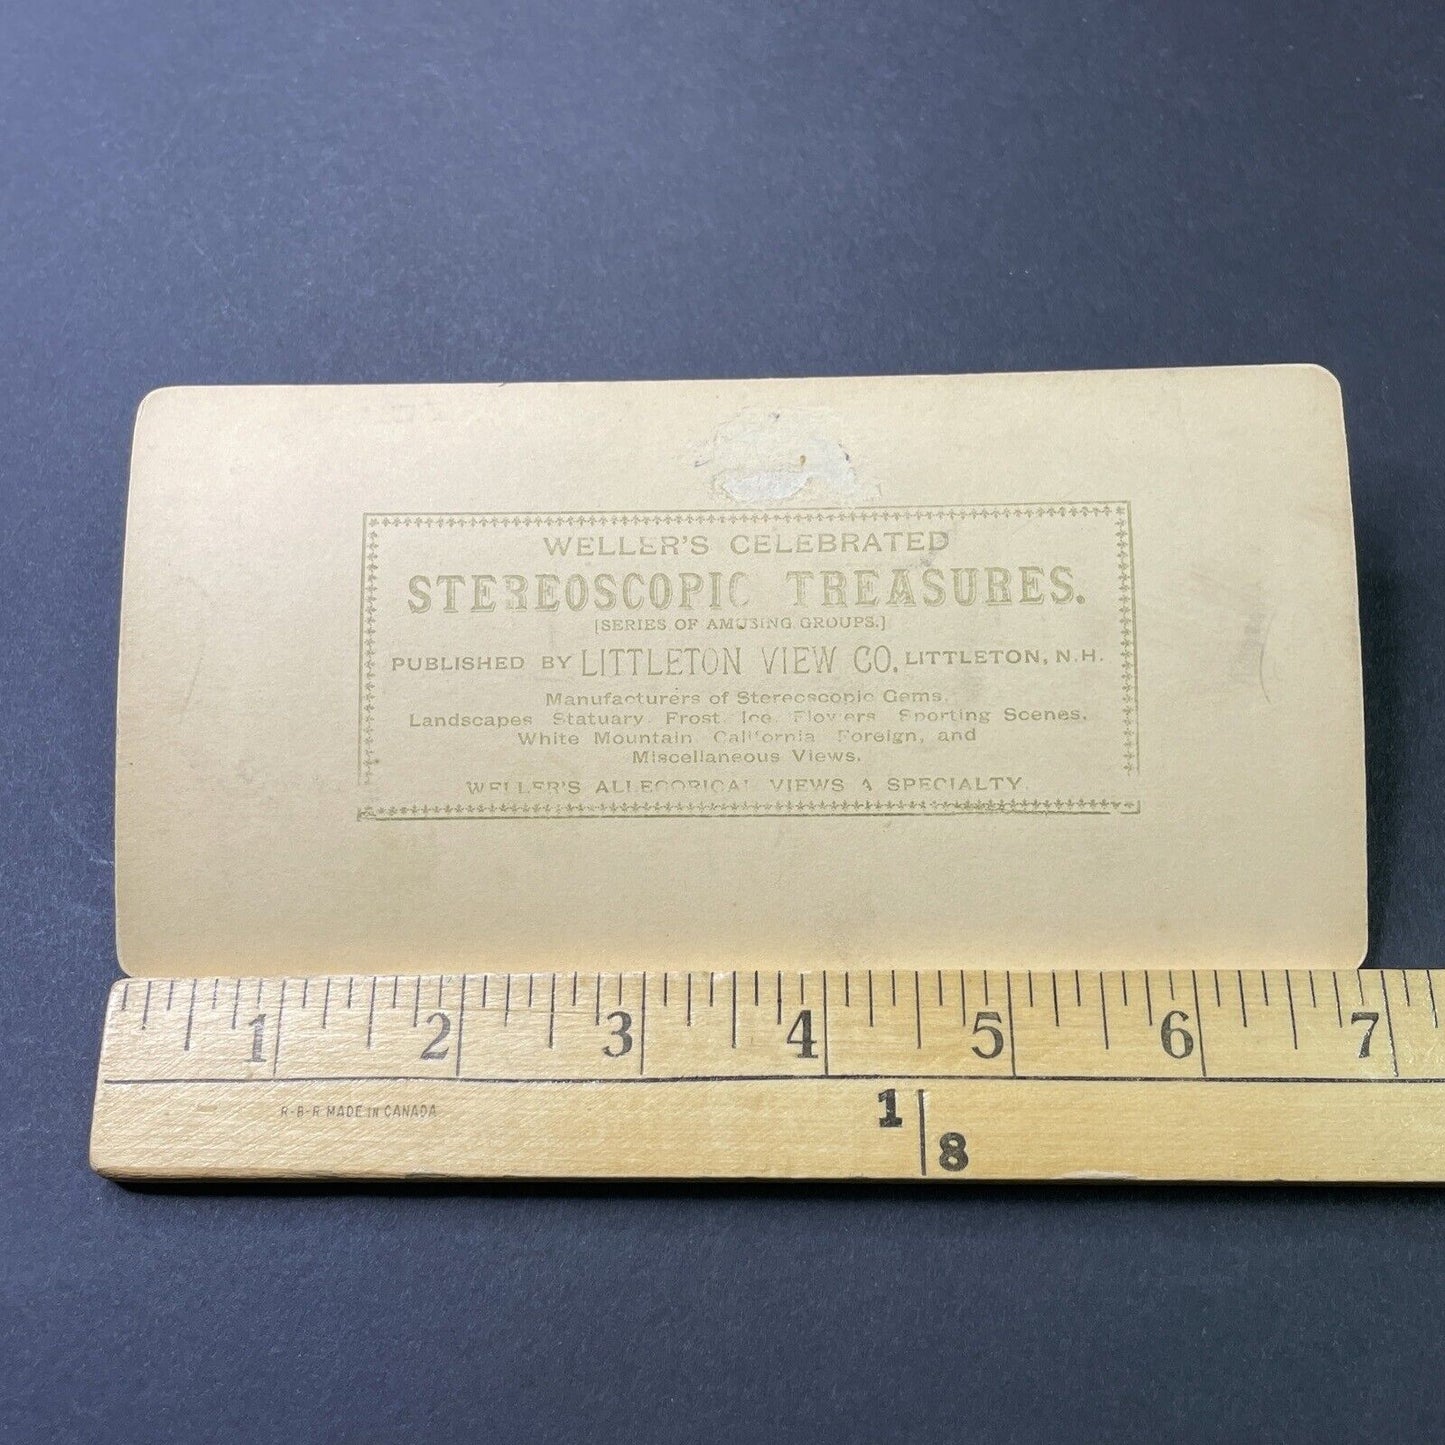 WELLER'S CELEBRATED
STEREOSCOPIC TREASURES.
[SERIES OF AMUSING GROUPS.]
PUBLISHED BY LITTLETON VIEW CO. LITTLETON, N.H.
Manufacturers of Stereoscopic Gems.
Landscapes Statuary. Frost. Ice. Flowers Sporting Scenes.
White Mountain California Foreign, and
Miscellaneous Views.
WELLER'S ALLEGORICAL VIEWS A SPECIALTY.
1 2 3 4 5 6 7
R-B-R MADE IN CANADA
1 8